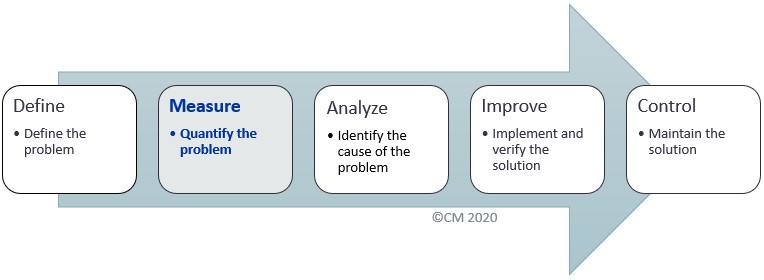 Define
• Define the
problem
Measure
• Quantify the
problem
Analyze
• Identify the
cause of the
problem
Improve
• Implement and
verify the
solution
Control
• Maintain the
solution
©CM 2020